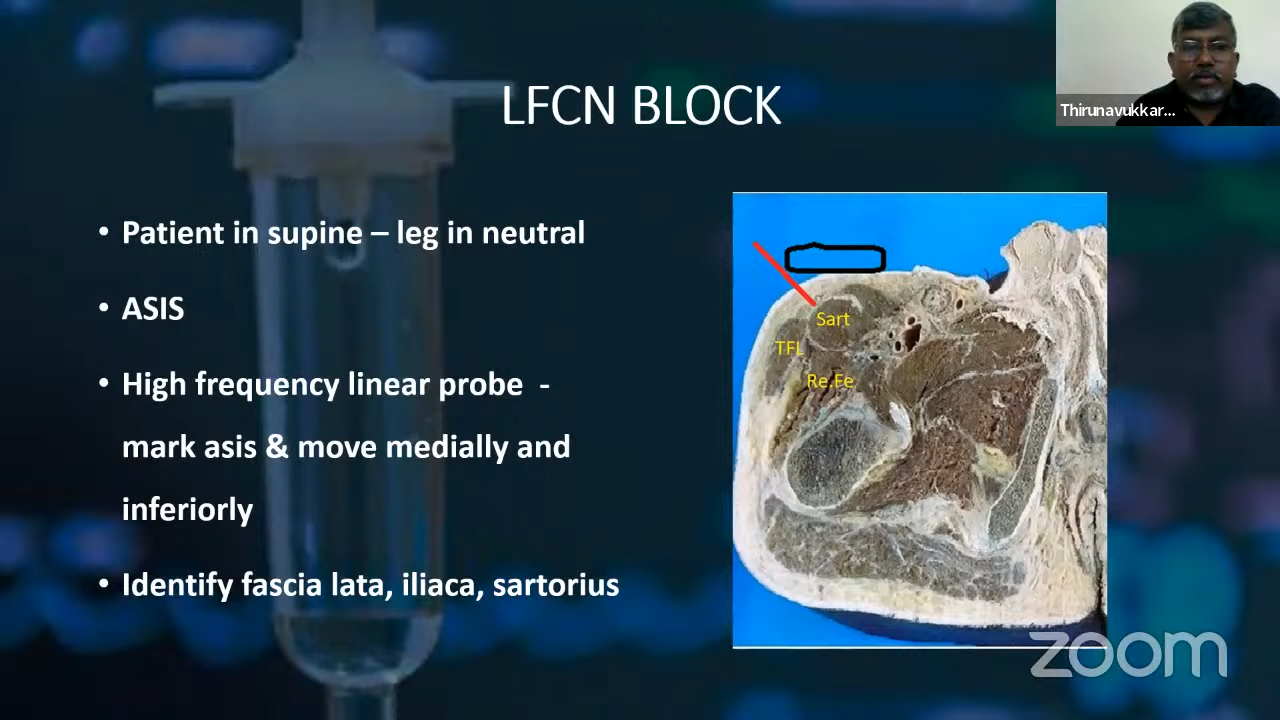 LFCN BLOCK
Thirunavukkar...
• Patient in supine – leg in neutral
• ASIS
• High frequency linear probe -
mark asis & move medially and
inferiorly
• Identify fascia lata, iliaca, sartorius
Sart
TFL
Re.Fe
zoom